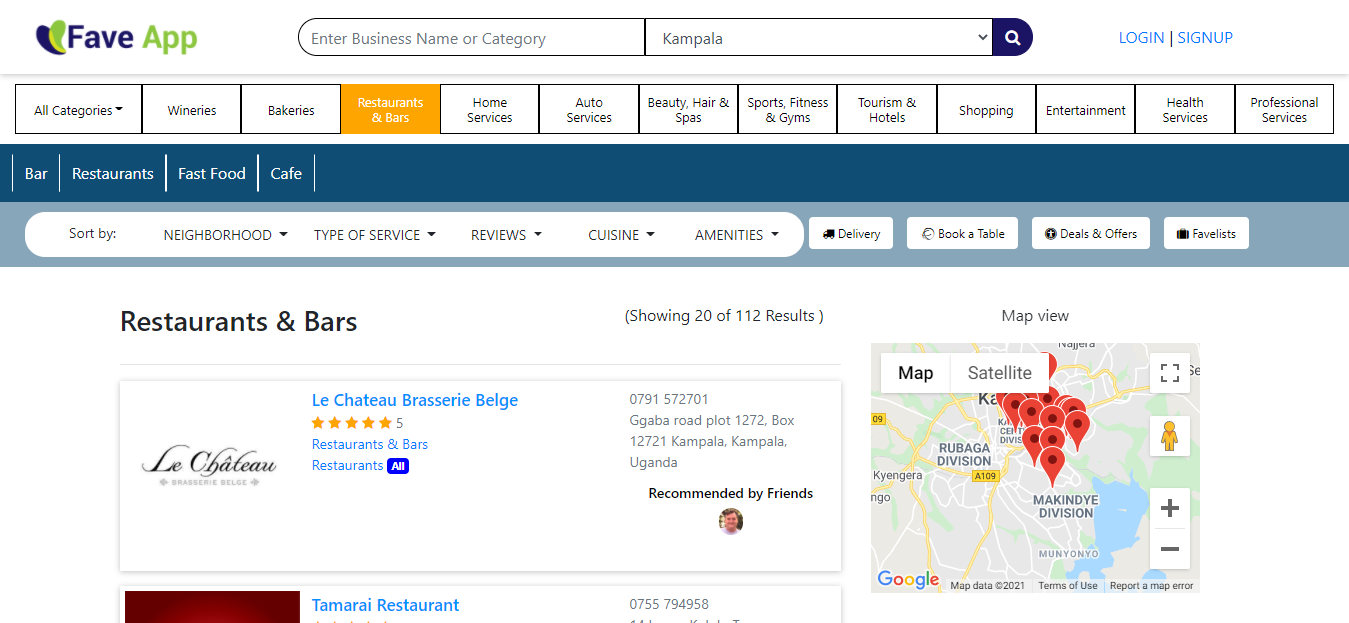 Fave App
Enter Business Name or Category
Kampala
LOGIN | SIGNUP
All Categories
Wineries
Bakeries
Restaurants
& Bars
Home
Services
Auto
Services
Beauty, Hair &
Spas
Sports, Fitness
& Gyms
Tourism &
Hotels
Shopping
Entertainment
Health
Services
Professional
Services
Bar
Restaurants
Fast Food
Cafe
Sort by:
NEIGHBORHOOD
TYPE OF SERVICE
REVIEWS
CUISINE
AMENITIES
Delivery
Book a Table
Deals & Offers
Favelists
Restaurants & Bars
(Showing 20 of 112 Results )
Le Château
BRASSERIE BELGE
Le Chateau Brasserie Belge
5
Restaurants & Bars
Restaurants All
0791 572701
Ggaba road plot 1272, Box
12721 Kampala, Kampala,
Uganda
Recommended by Friends
Tamarai Restaurant
0755 794958
Map view
Najjera
Map
Satellite
09
RUBAGA
DIVISION
Kyengera
A109
MAKINDYE
DIVISION
MUNYONYO
Google
Map data ©2021
Terms of Use
Report a map error